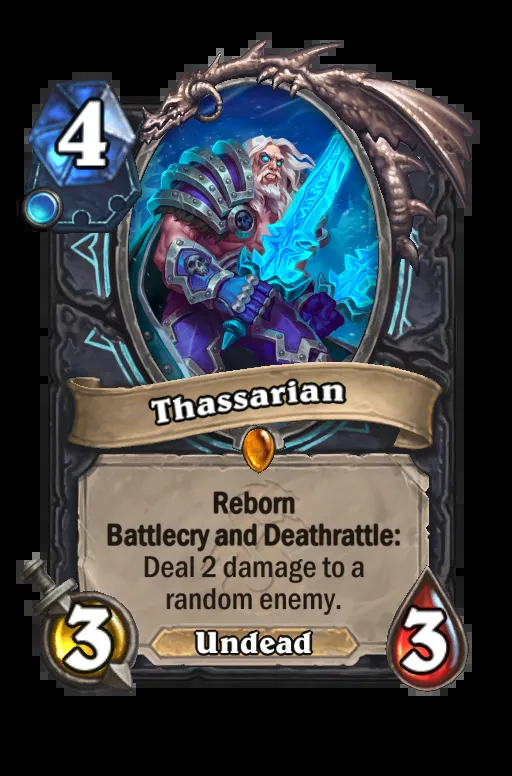 4
Thassarian
Reborn
Battlecry and Deathrattle:
Deal 2 damage to a
random enemy.
3
Undead
3